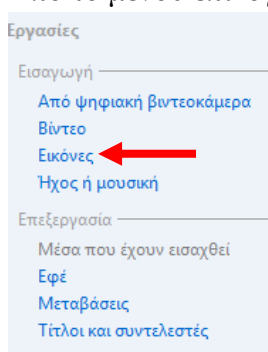 Εργασίες
Εισαγωγή
Από ψηφιακή βιντεοκάμερα
Βίντεο
Εικόνες
Ήχος ή μουσική
Επεξεργασία
Μέσα που έχουν εισαχθεί
Εφέ
Μεταβάσεις
Τίτλοι και συντελεστές